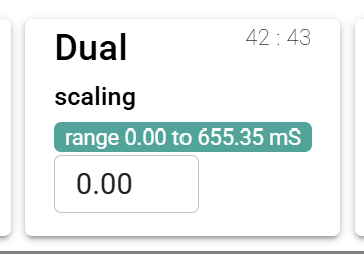 Dual
42 : 43
scaling
range 0.00 to 655.35 mS
0.00